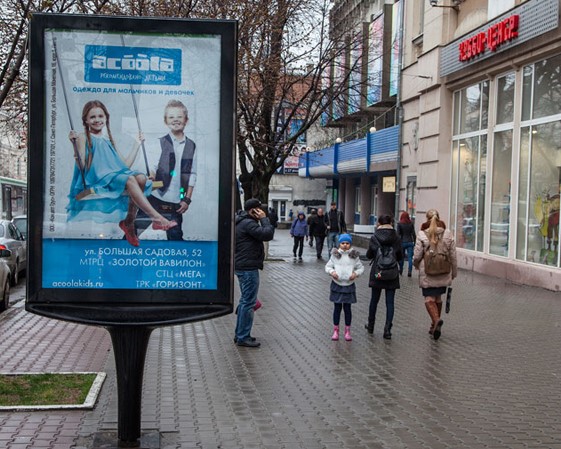 acoola
одежда для мальчиков и девочек
ул. БОЛЬШАЯ САДОВАЯ, 52
МТРЦ «ЗОЛОТОЙ ВАВИЛОН»
СТЦ «МЕГА»
acoolakids.ru
ТРК «ГОРИЗОНТ»